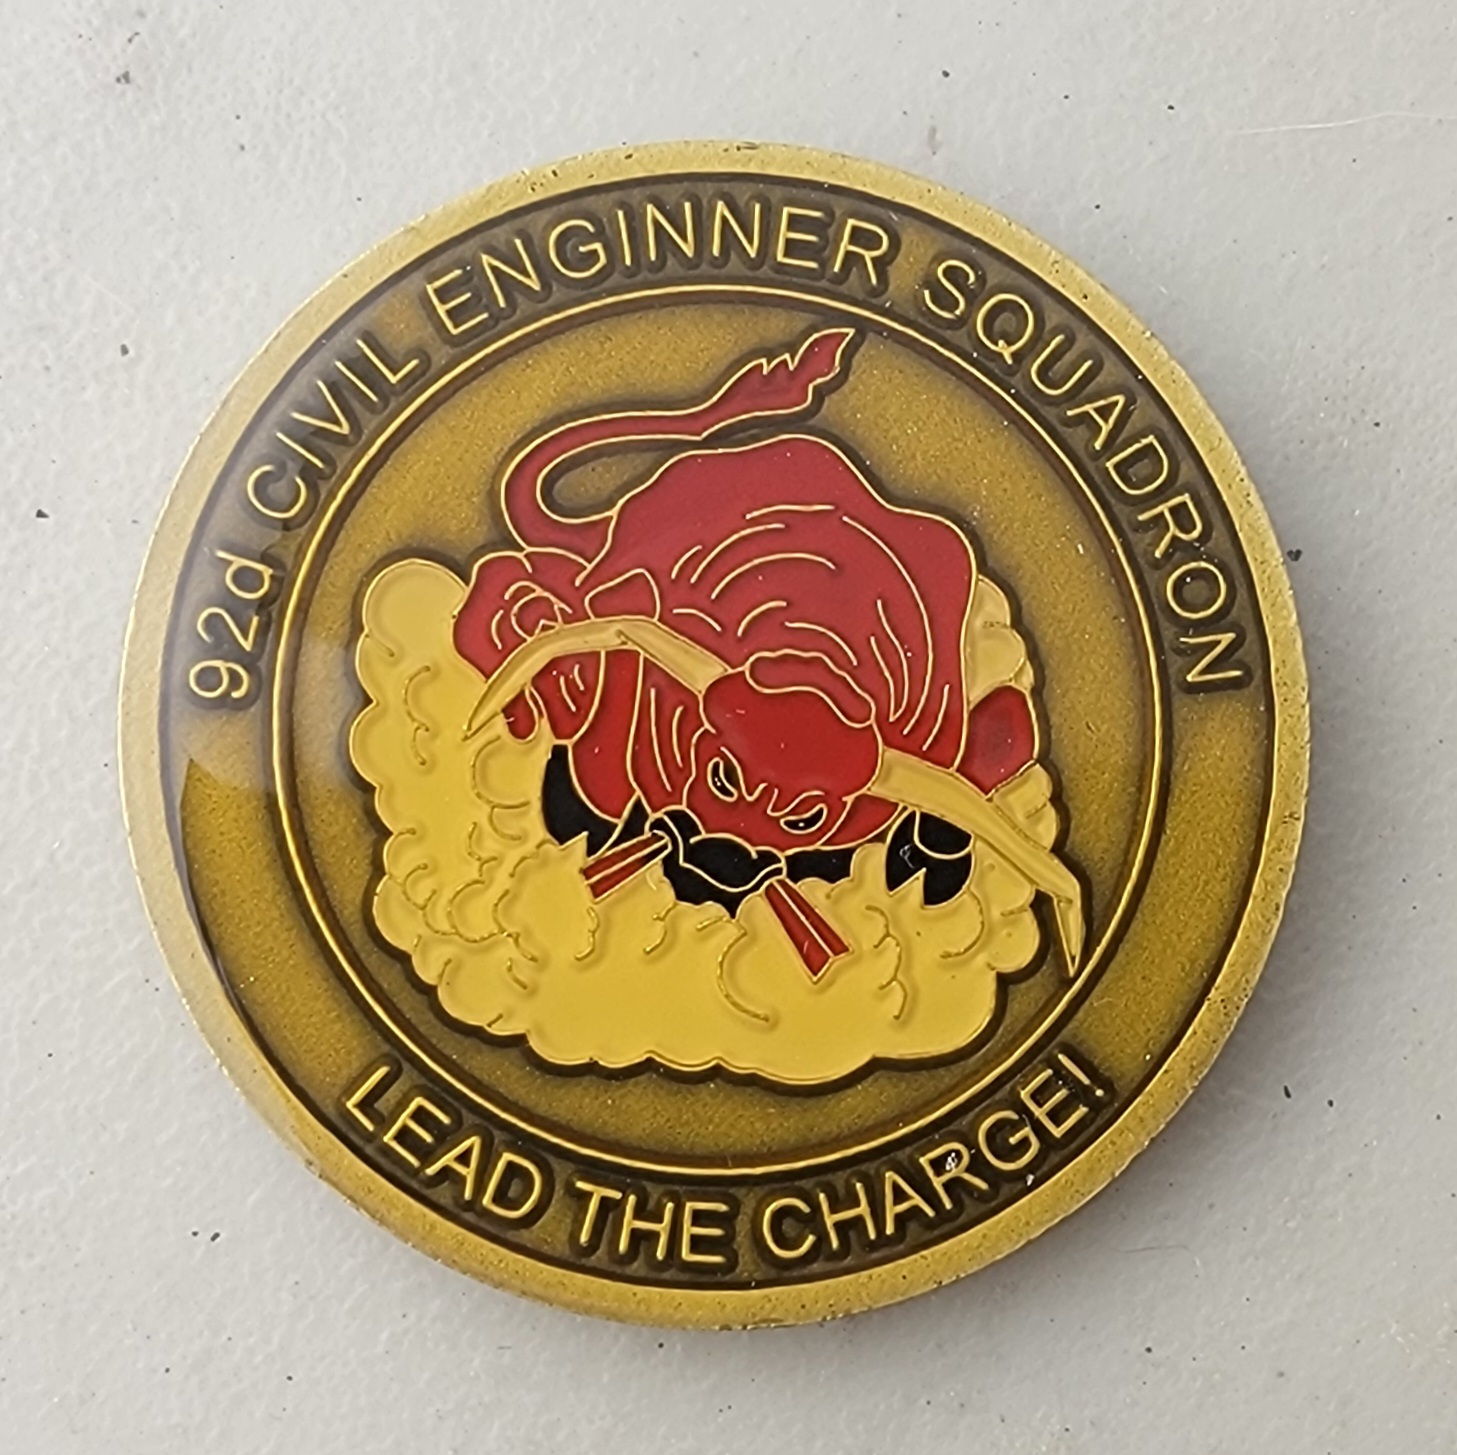 92d CIVIL ENGINNER SQUADRON
LEAD THE CHARGE!